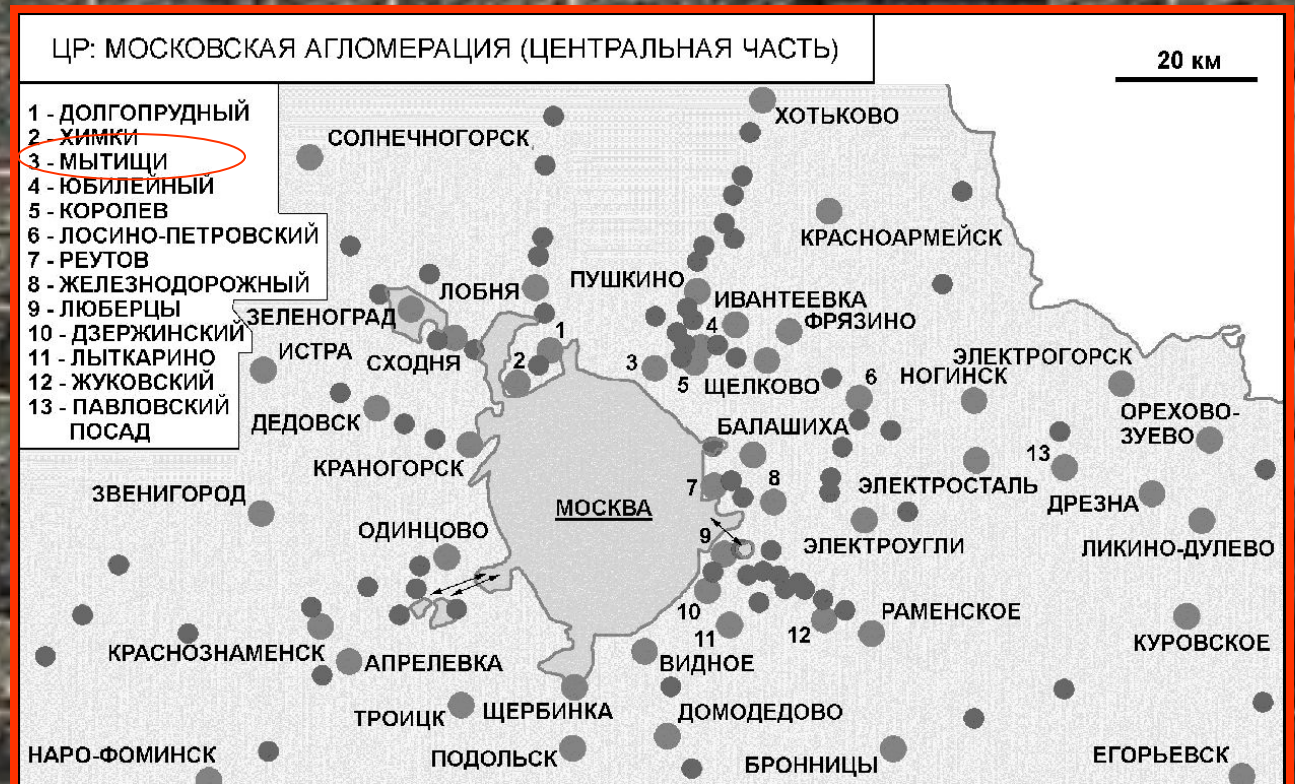 ЦР: МОСКОВСКАЯ АГЛОМЕРАЦИЯ (ЦЕНТРАЛЬНАЯ ЧАСТЬ)
20 км
1 - ДОЛГОПРУДНЫЙ
2 - ХИМКИ
3 - МЫТИЩИ
4 - ЮБИЛЕЙНЫЙ
5 - КОРОЛЕВ
6 - ЛОСИНО-ПЕТРОВСКИЙ
7 - РЕУТОВ
8 - ЖЕЛЕЗНОДОРОЖНЫЙ
9 - ЛЮБЕРЦЫ
10 - ДЗЕРЖИНСКИЙ
11 - ЛЫТКАРИНО
12 - ЖУКОВСКИЙ
13 - ПАВЛОВСКИЙ
ПОСАД
ХОТЬКОВО
СОЛНЕЧНОГОРСК
КРАСНОАРМЕЙСК
ПУШКИНО
ЛОБНЯ
ИВАНТЕЕВКА
ЗЕЛЕНОГРАД
ФРЯЗИНО
1
4
ИСТРА
СХОДНЯ
2
3
5
ЩЕЛКОВО
6
НОГИНСК
ЭЛЕКТРОГОРСК
ДЕДОВСК
БАЛАШИХА
ОРЕХОВО-
ЗУЕВО
КРАНОГОРСК
13
ЗВЕНИГОРОД
7
8
ЭЛЕКТРОСТАЛЬ
ДРЕЗНА
МОСКВА
ОДИНЦОВО
9
ЭЛЕКТРОУГЛИ
ЛИКИНО-ДУЛЕВО
10
РАМЕНСКОЕ
11
12
КУРОВСКОЕ
КРАСНОЗНАМЕНСК
АПРЕЛЕВКА
ВИДНОЕ
ТРОИЦК
ЩЕРБИНКА
ДОМОДЕДОВО
НАРО-ФОМИНСК
ПОДОЛЬСК
БРОННИЦЫ
ЕГОРЬЕВСК